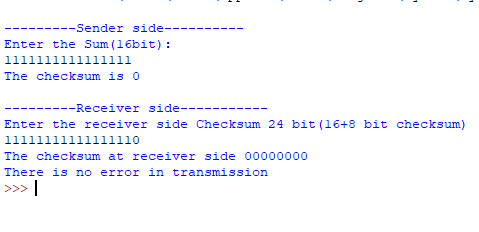 ---------Sender side----------
Enter the Sum(16bit):
1111111111111111
The checksum is 0
---------Receiver side-----------
Enter the receiver side Checksum 24 bit(16+8 bit checksum)
11111111111111110
The checksum at receiver side 00000000
There is no error in transmission
>>>